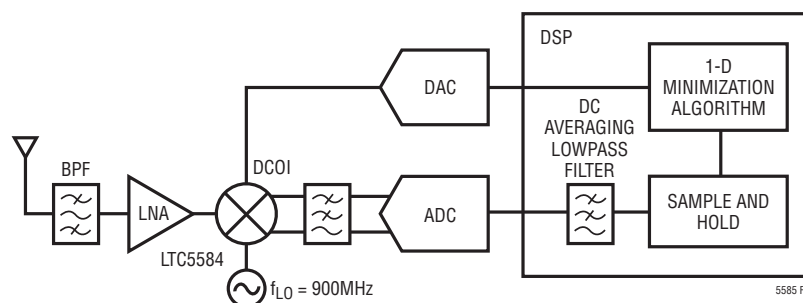 DSP
DAC
1-D
MINIMIZATION
ALGORITHM
DC
AVERAGING
LOWPASS
FILTER
DCOI
BPF
LNA
ADC
SAMPLE AND
HOLD
LTC5584
fLO = 900MHz
5585 F